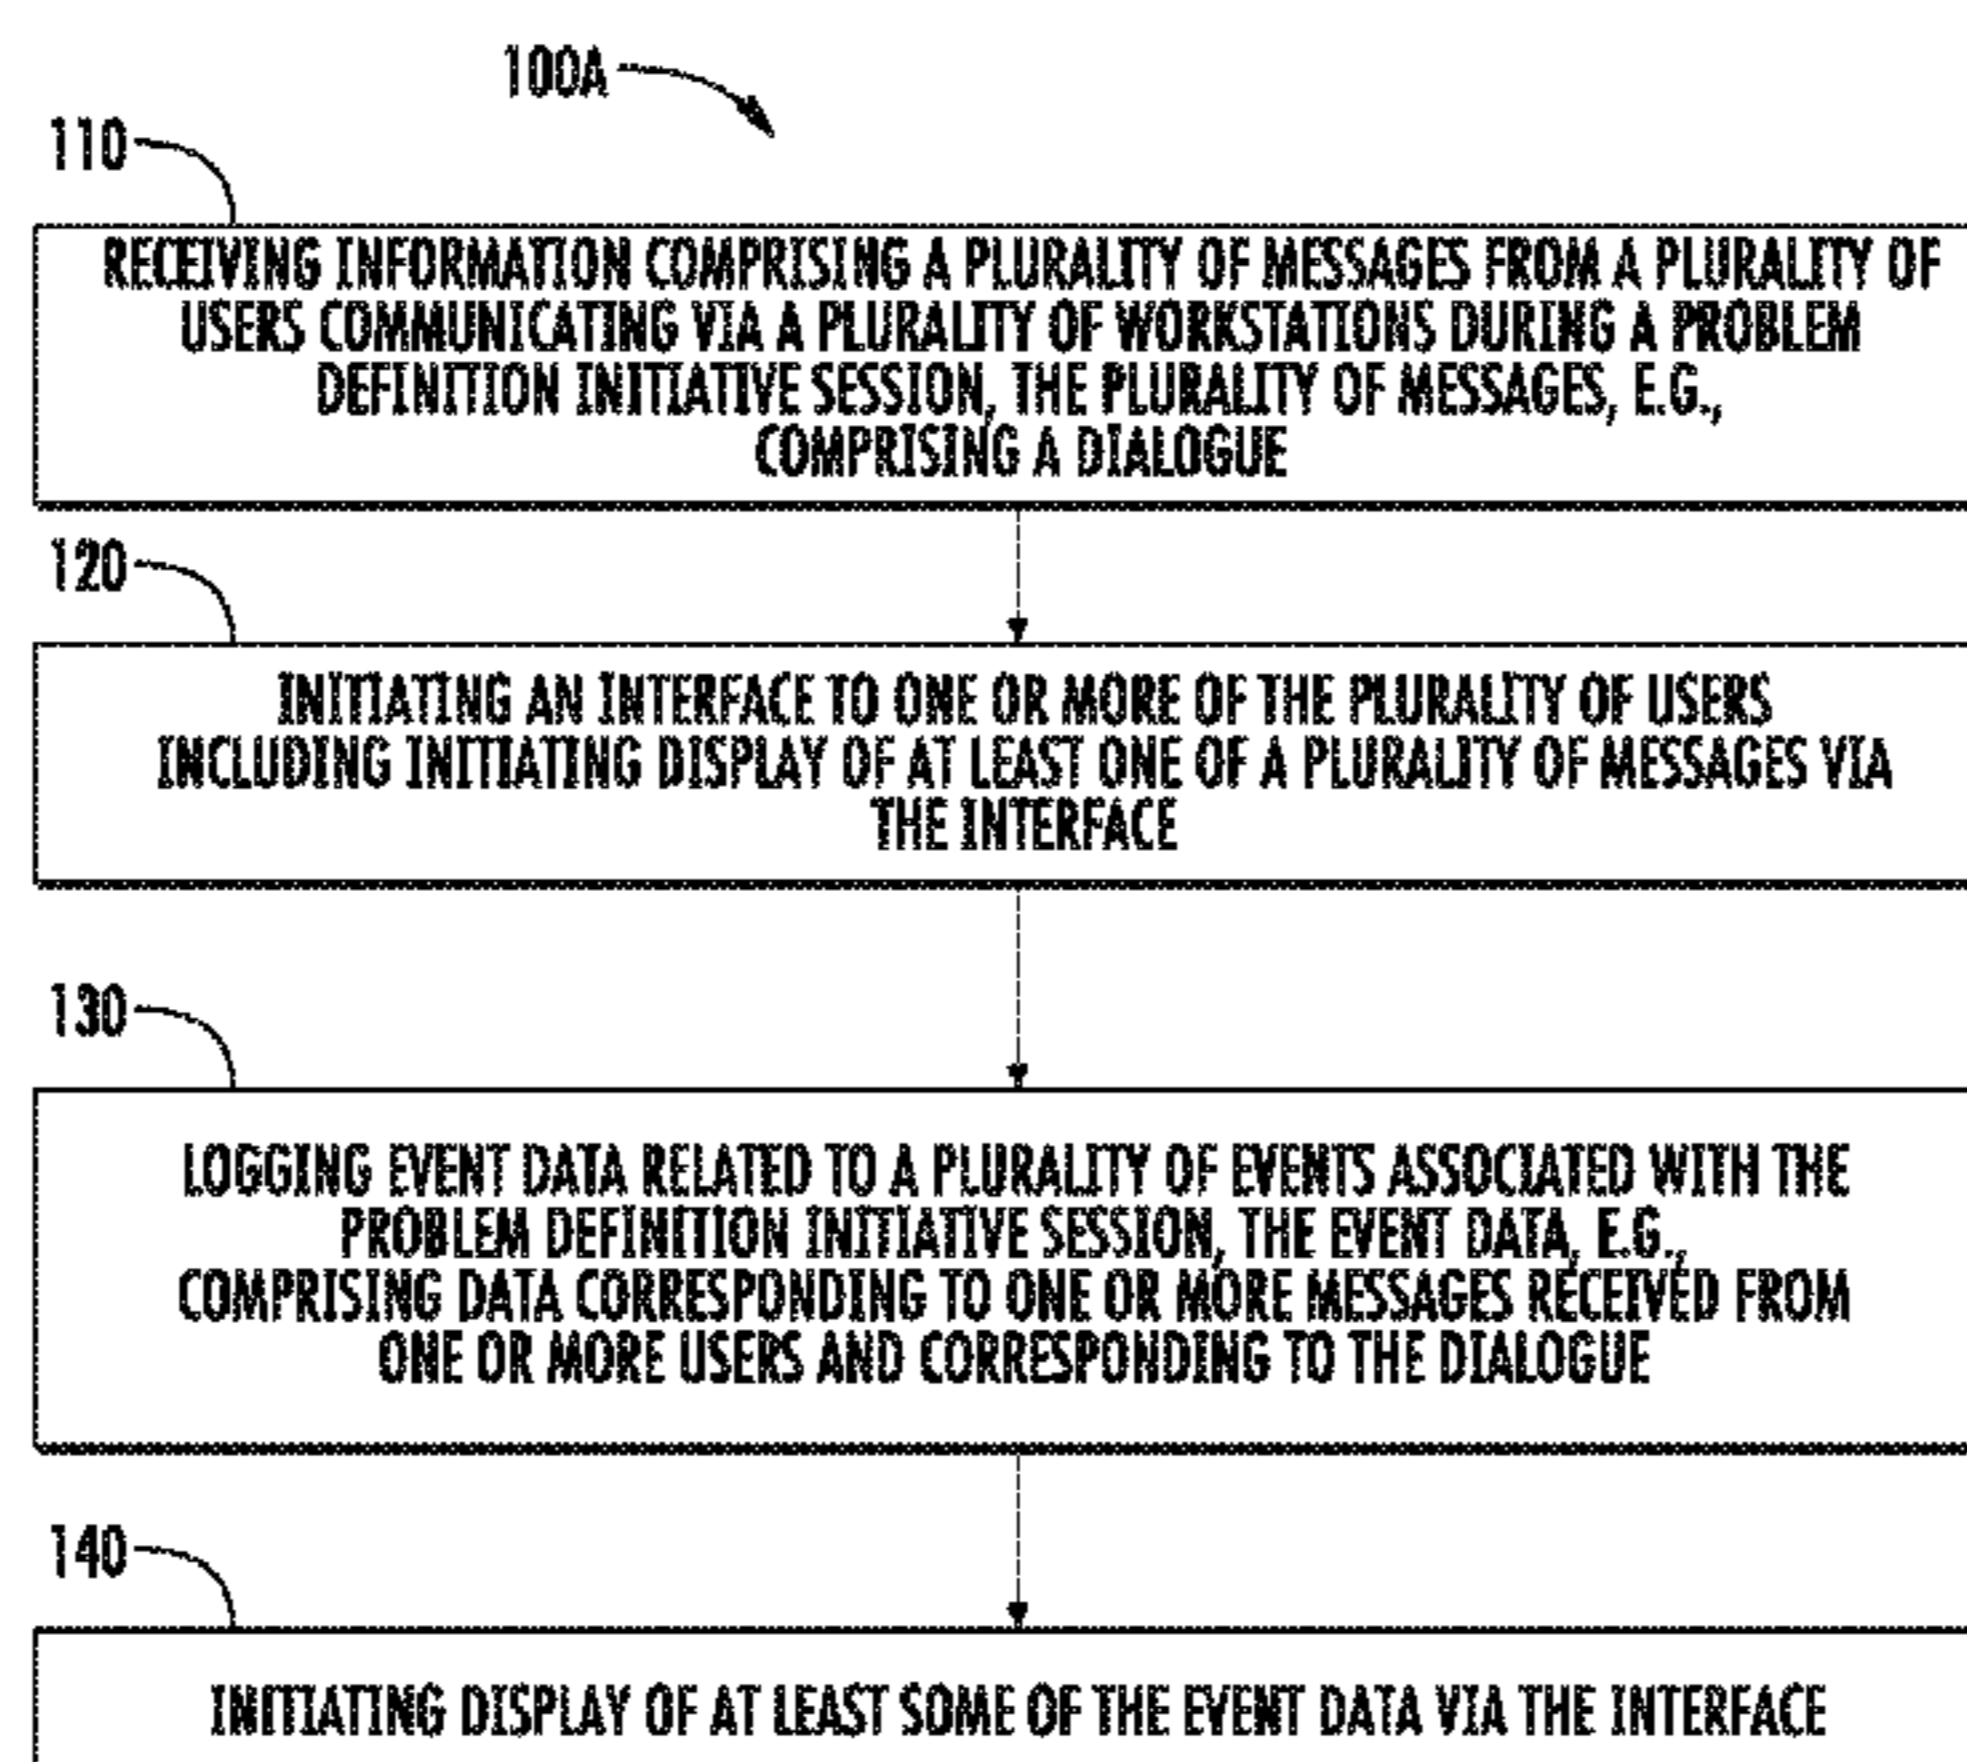 100A
110
RECEIVING INFORMATION COMPRISING A PLURALITY OF MESSAGES FROM A PLURALITY OF
USERS COMMUNICATING VIA A PLURALITY OF WORKSTATIONS DURING A PROBLEM
DEFINITION INITIATIVE SESSION, THE PLURALITY OF MESSAGES, E.G.,
COMPRISING A DIALOGUE
120
INITIATING AN INTERFACE TO ONE OR MORE OF THE PLURALITY OF USERS
INCLUDING INITIATING DISPLAY OF AT LEAST ONE OF A PLURALITY OF MESSAGES VIA
THE INTERFACE
130
LOGGING EVENT DATA RELATED TO A PLURALITY OF EVENTS ASSOCIATED WITH THE
PROBLEM DEFINITION INITIATIVE SESSION, THE EVENT DATA, E.G.,
COMPRISING DATA CORRESPONDING TO ONE OR MORE MESSAGES RECEIVED FROM
ONE OR MORE USERS AND CORRESPONDING TO THE DIALOGUE
140
INITIATING DISPLAY OF AT LEAST SOME OF THE EVENT DATA VIA THE INTERFACE